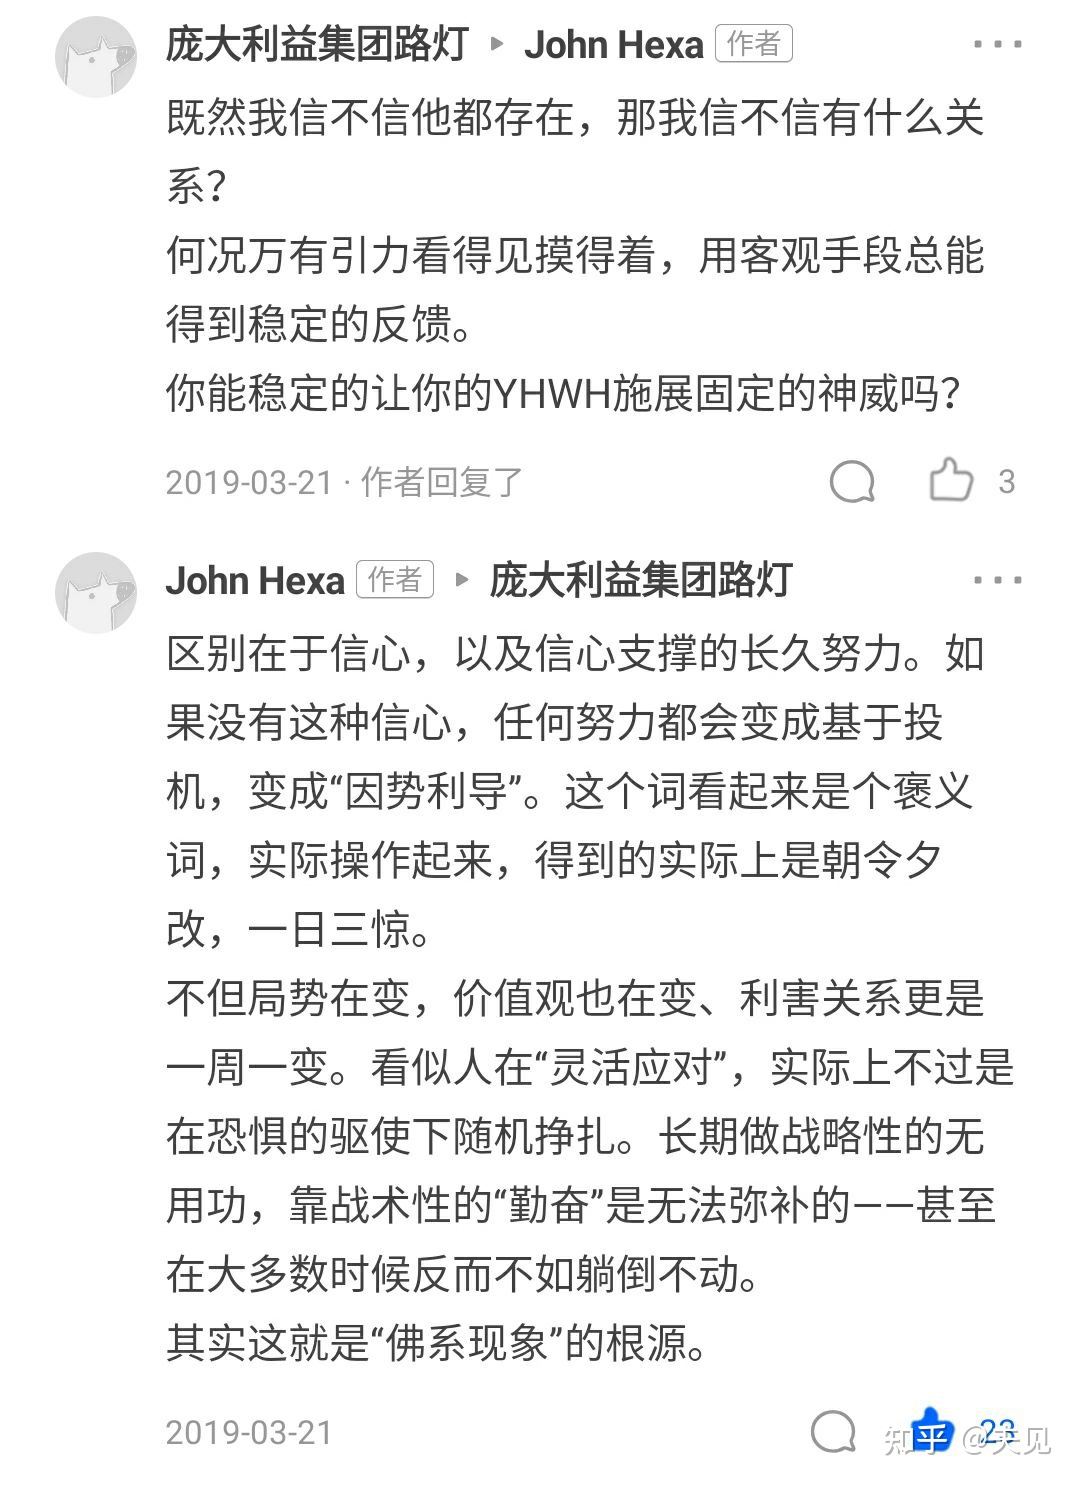 庞大利益集团路灯 ▸ John Hexa 作者
既然我信不信他都存在，那我信不信有什么关
系？
何况万有引力看得见摸得着，用客观手段总能
得到稳定的反馈。
你能稳定的让你的YHWH施展固定的神威吗？
2019-03-21 · 作者回复了 3
John Hexa 作者 ▸ 庞大利益集团路灯
区别在于信心，以及信心支撑的长久努力。如
果没有这种信心，任何努力都会变成基于投
机，变成“因势利导”。这个词看起来是个褒义
词，实际操作起来，得到的实际上是朝令夕
改，一日三惊。
不但局势在变，价值观也在变、利害关系更是
一周一变。看似人在“灵活应对”，实际上不过是
在恐惧的驱使下随机挣扎。长期做战略性的无
用功，靠战术性的“勤奋”是无法弥补的——甚至
在大多数时候反而不如躺倒不动。
其实这就是“佛系现象”的根源。
2019-03-21 23
知乎